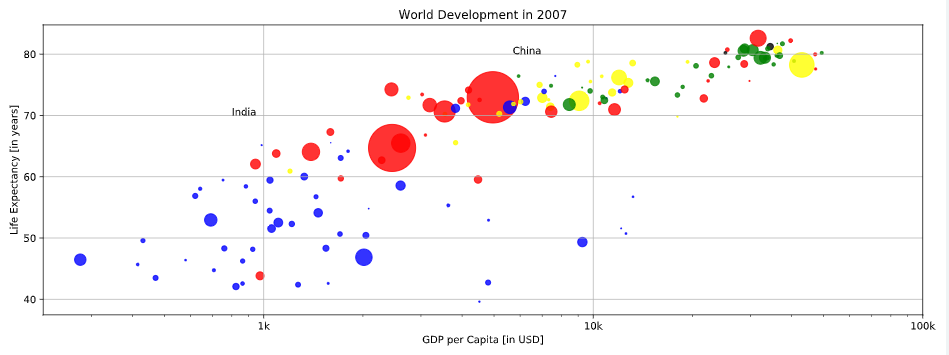 World Development in 2007
80
70
60
50
40
Life Expectancy [in years]
China
India
1k
10k
100k
GDP per Capita [in USD]